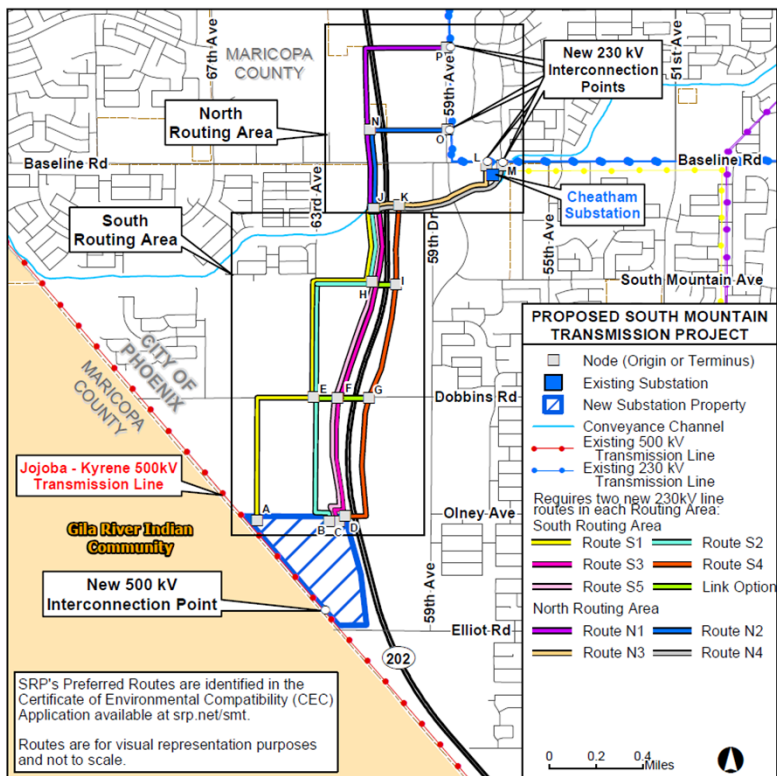 67th Ave
MARICOPA
COUNTY
51st Ave
P
59th Ave
New 230 kV
Interconnection
Points
North
Routing Area
N
O
Baseline Rd
L
M
Baseline Rd
63rd Ave
J
K
Cheatham
Substation
South
Routing Area
59th Dr
55th Ave
H
I
South Mountain Ave
CITY OF
PHOENIX
MARICOPA
COUNTY
E
F
G
Dobbins Rd
Jojoba - Kyrene 500kV
Transmission Line
A
B
C
D
Olney Ave
Gila River Indian
Community
New 500 kV
Interconnection Point
59th Ave
Elliot Rd
202
SRP's Preferred Routes are identified in the
Certificate of Environmental Compatibility (CEC)
Application available at srp.net/smt.
Routes are for visual representation purposes
and not to scale.
PROPOSED SOUTH MOUNTAIN
TRANSMISSION PROJECT
Node (Origin or Terminus)
Existing Substation
New Substation Property
Conveyance Channel
Existing 500 kV
Transmission Line
Existing 230 kV
Transmission Line
Requires two new 230kV line
routes in each Routing Area:
South Routing Area
Route S1 Route S2
Route S3 Route S4
Route S5 Link Option
North Routing Area
Route N1 Route N2
Route N3 Route N4
0 0.2 0.4
Miles